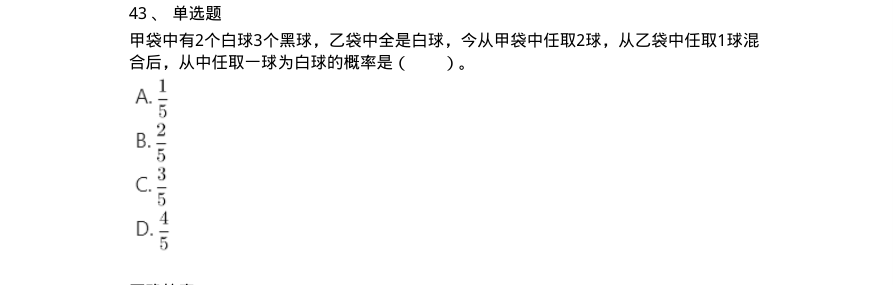 43 、 单选题
甲袋中有2个白球3个黑球，乙袋中全是白球，今从甲袋中任取2球，从乙袋中任取1球混
合后，从中任取一球为白球的概率是（　　）。
A. 1/5
B. 2/5
C. 3/5
D. 4/5